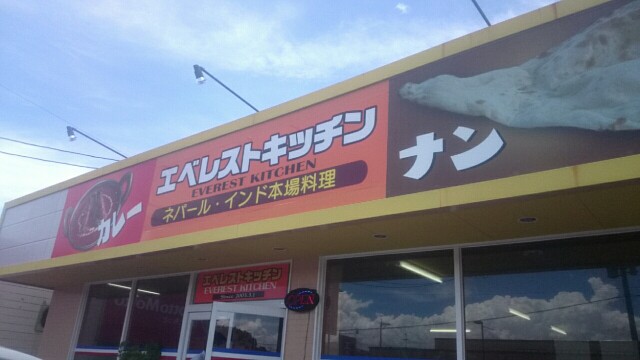 カレー
エベレストキッチン
EVEREST KITCHEN
ネパール・インド本場料理
ナン
エベレストキッチン
EVEREST KITCHEN
OPEN